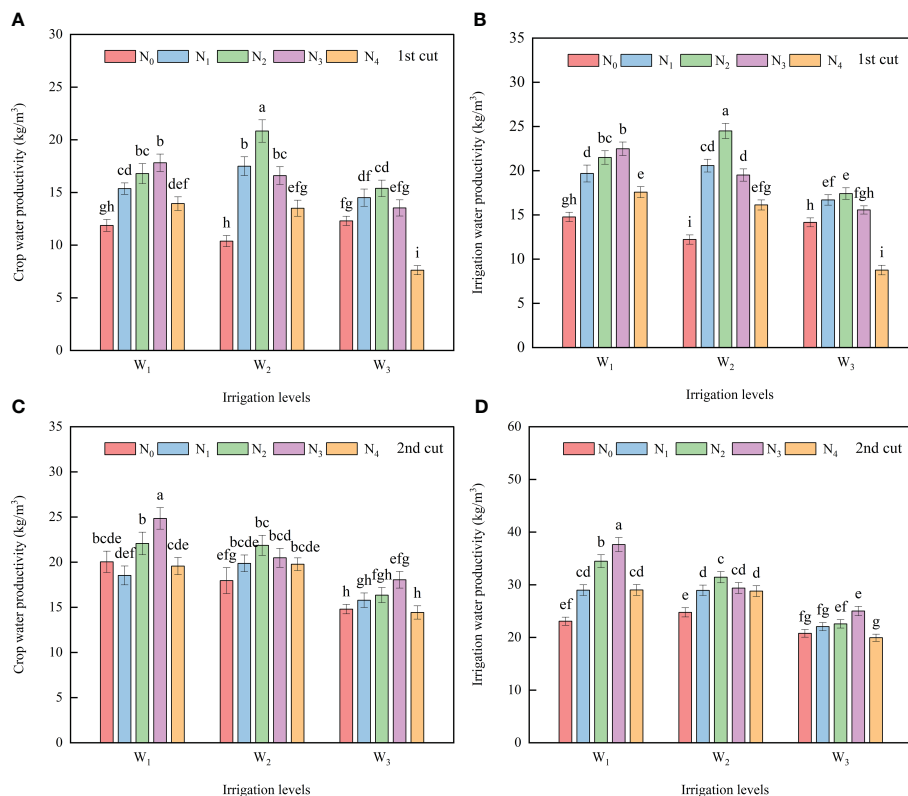 A
Crop water productivity (kg/m³)
30
25
20
15
10
5
0
N₀ N₁ N₂ N₃ N₄ 1st cut
gh cd bc b def
h b a bc efg
fg df cd efg i
W₁ W₂ W₃
Irrigation levels
B
Irrigation water productivity (kg/m³)
35
30
25
20
15
10
5
0
N₀ N₁ N₂ N₃ N₄ 1st cut
gh d bc b e
i cd a d efg
h ef e fgh i
W₁ W₂ W₃
Irrigation levels
C
Crop water productivity (kg/m³)
35
30
25
20
15
10
5
0
N₀ N₁ N₂ N₃ N₄ 2nd cut
bcde def b a cde
efg bcde bc bcd bcde
h gh fgh efg h
W₁ W₂ W₃
Irrigation levels
D
Irrigation water productivity (kg/m³)
60
50
40
30
20
10
0
N₀ N₁ N₂ N₃ N₄ 2nd cut
ef cd b a cd
e d c cd d
fg fg ef e g
W₁ W₂ W₃
Irrigation levels